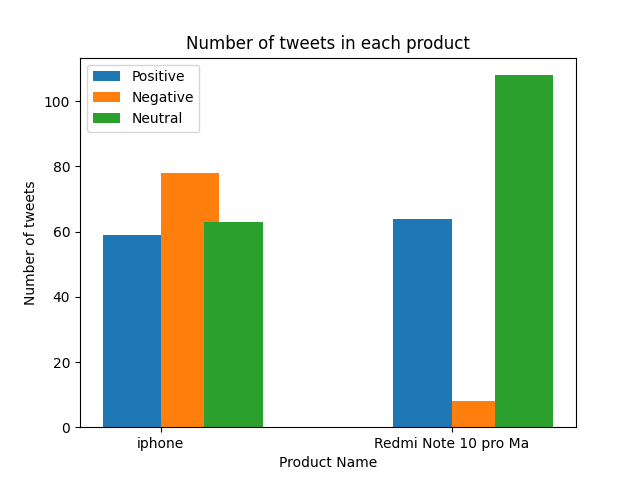 Number of tweets in each product
Positive
Negative
Neutral
100
80
60
40
20
0
Number of tweets
iphone
Redmi Note 10 pro Ma
Product Name